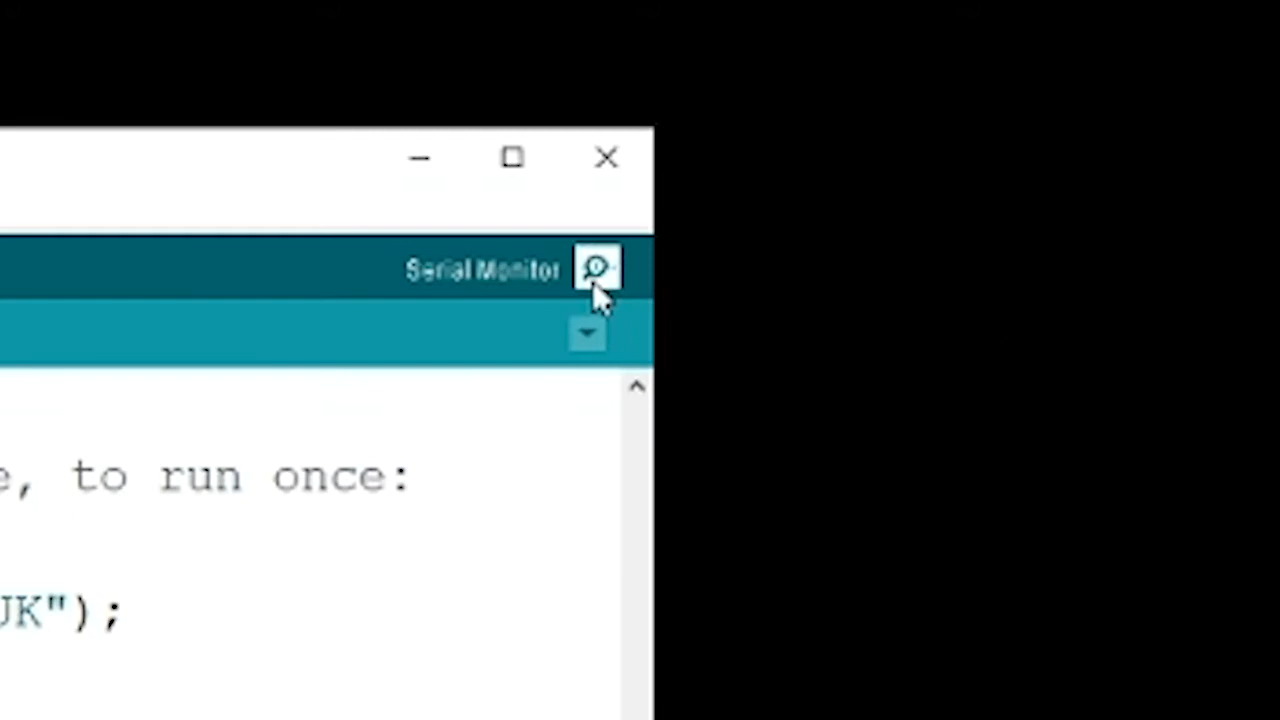 Serial Monitor
e, to run once:
UK");